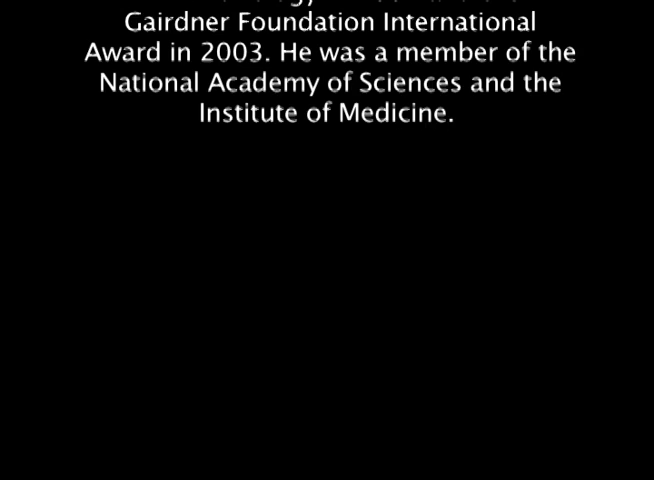 Gairdner Foundation International
Award in 2003. He was a member of the
National Academy of Sciences and the
Institute of Medicine.